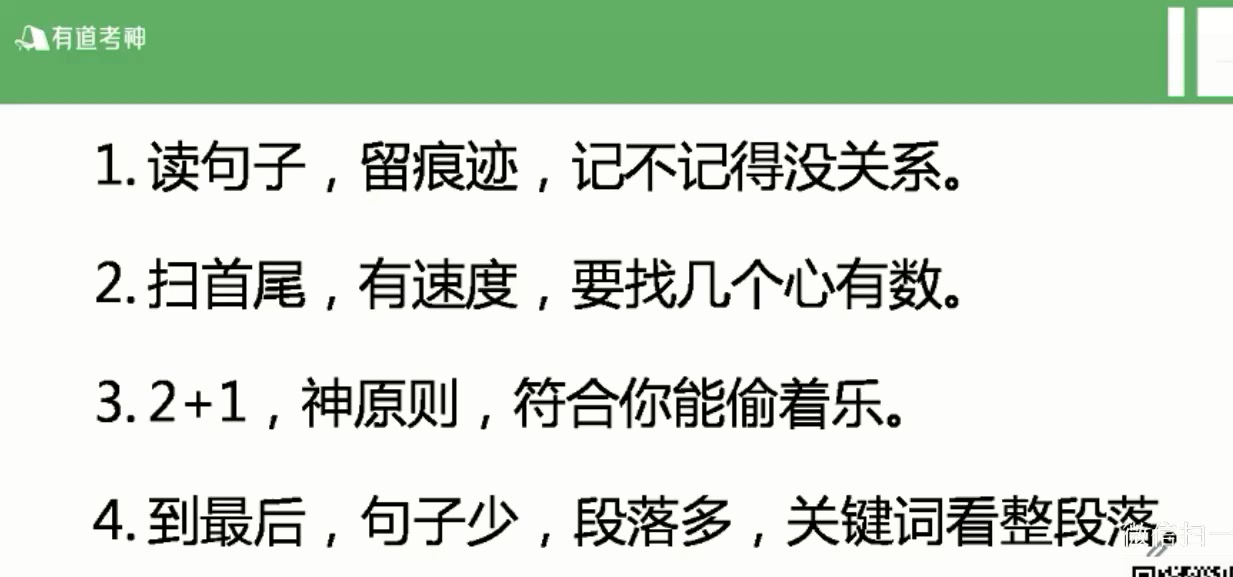 有道考神
1. 读句子，留痕迹，记不记得没关系。
2. 扫首尾，有速度，要找几个心有数。
3. 2+1，神原则，符合你能偷着乐。
4. 到最后，句子少，段落多，关键词看整段落
微信扫一